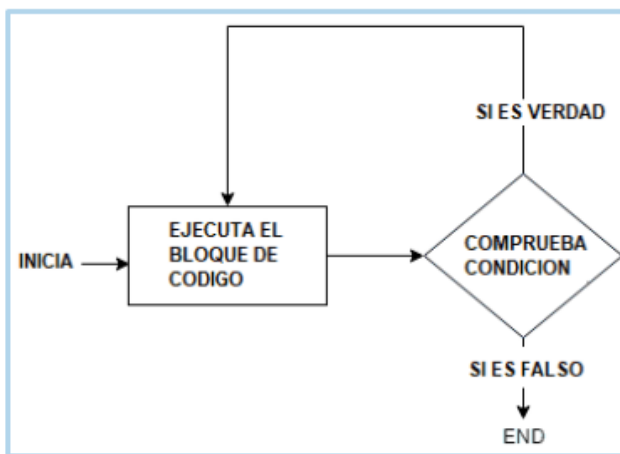 SI ES VERDAD
INICIA
EJECUTA EL
BLOQUE DE
CODIGO
COMPRUEBA
CONDICION
SI ES FALSO
END